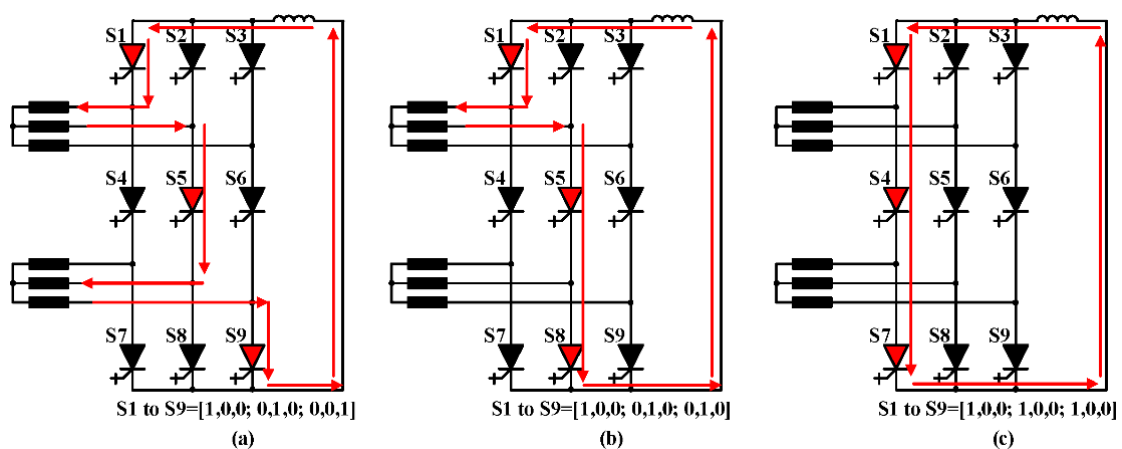 S1 S2 S3 S1 S2 S3 S1 S2 S3
S4 S5 S6 S4 S5 S6 S4 S5 S6
S7 S8 S9 S7 S8 S9 S7 S8 S9
S1 to S9=[1,0,0; 0,1,0; 0,0,1] S1 to S9=[1,0,0; 0,1,0; 0,1,0] S1 to S9=[1,0,0; 1,0,0; 1,0,0]
(a) (b) (c)